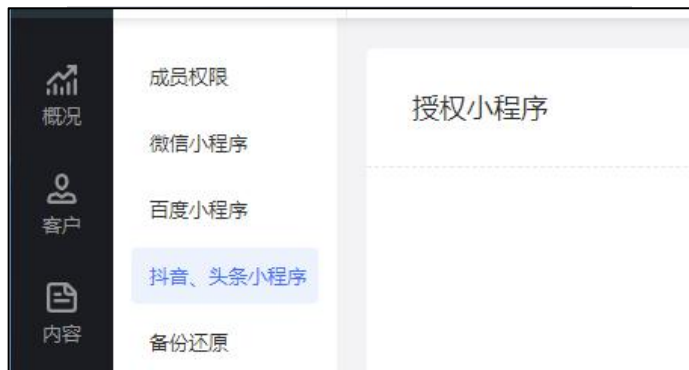 概况
客户
内容
成员权限
微信小程序
百度小程序
抖音、头条小程序
备份还原
授权小程序